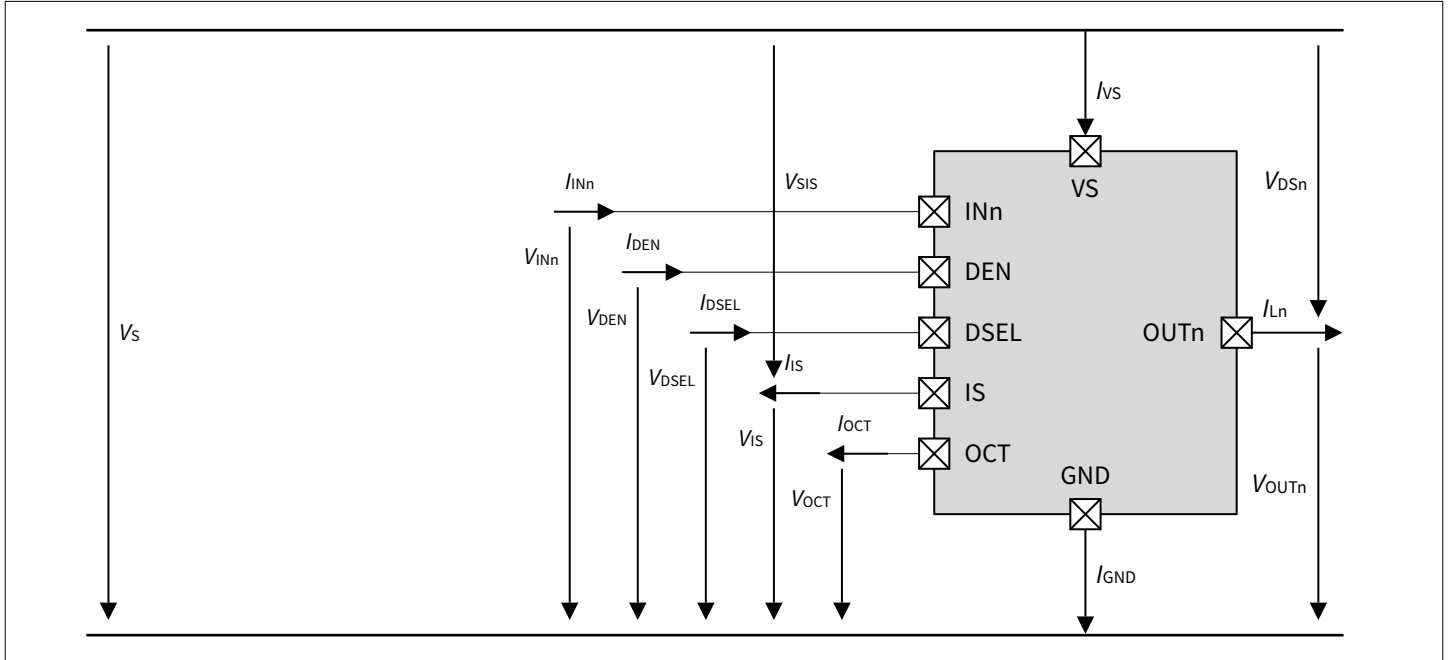 IVS
VS
IINn
VSIS
VDSn
INn
VINn
IDEN
DEN
VDEN
IDSEL
ILn
VS
DSEL
OUTn
VDSEL
IIS
IS
VIS
IOCT
OCT
GND
VOCT
VOUTn
IGND